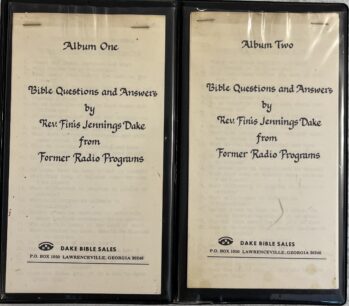 Album One
Bible Questions and Answers
by
Rev. Finis Jennings Dake
from
Former Radio Programs
DAKE BIBLE SALES
P.O. BOX 1050 LAWRENCEVILLE, GEORGIA 30246
Album Two
Bible Questions and Answers
by
Rev. Finis Jennings Dake
from
Former Radio Programs
DAKE BIBLE SALES
P.O. BOX 1050 LAWRENCEVILLE, GEORGIA 30246